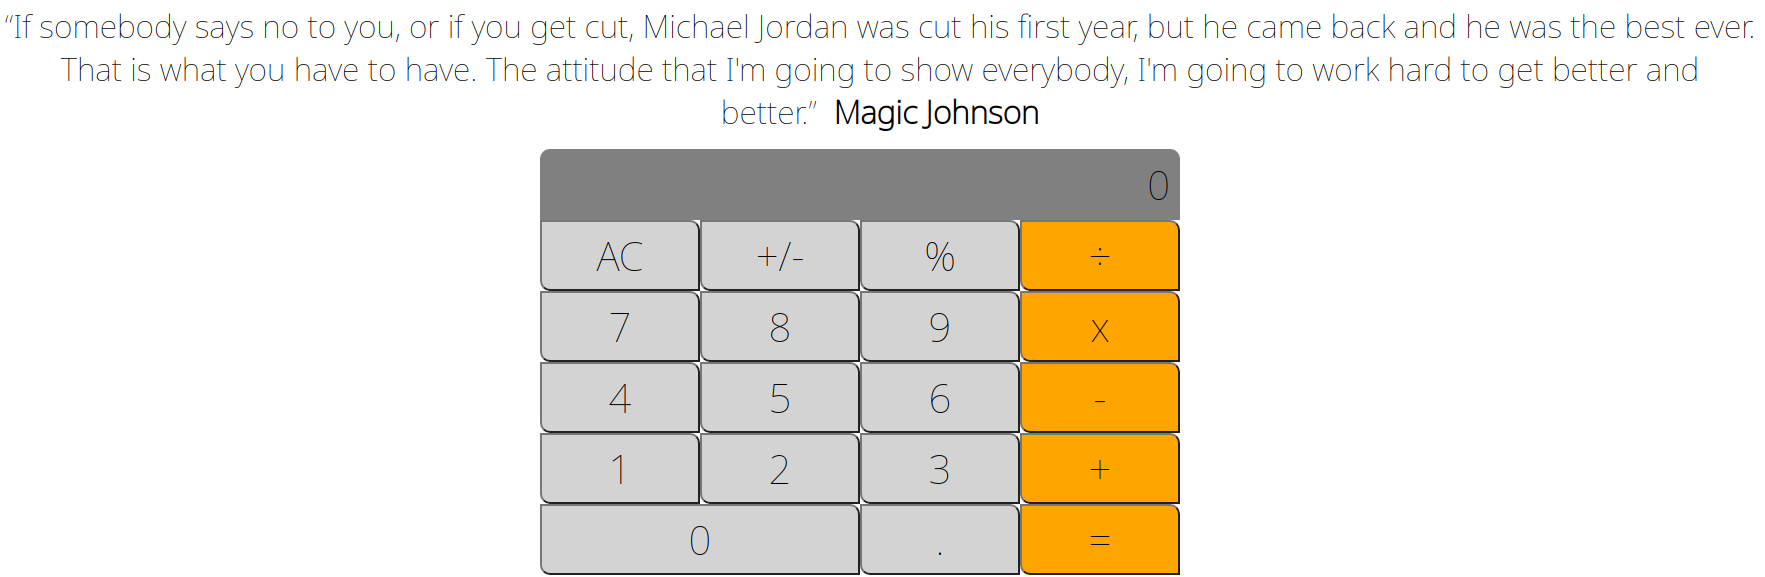 “If somebody says no to you, or if you get cut, Michael Jordan was cut his first year, but he came back and he was the best ever.
That is what you have to have. The attitude that I'm going to show everybody, I'm going to work hard to get better and
better.” Magic Johnson
0
AC +/- % ÷
7 8 9 x
4 5 6 -
1 2 3 +
0 . =